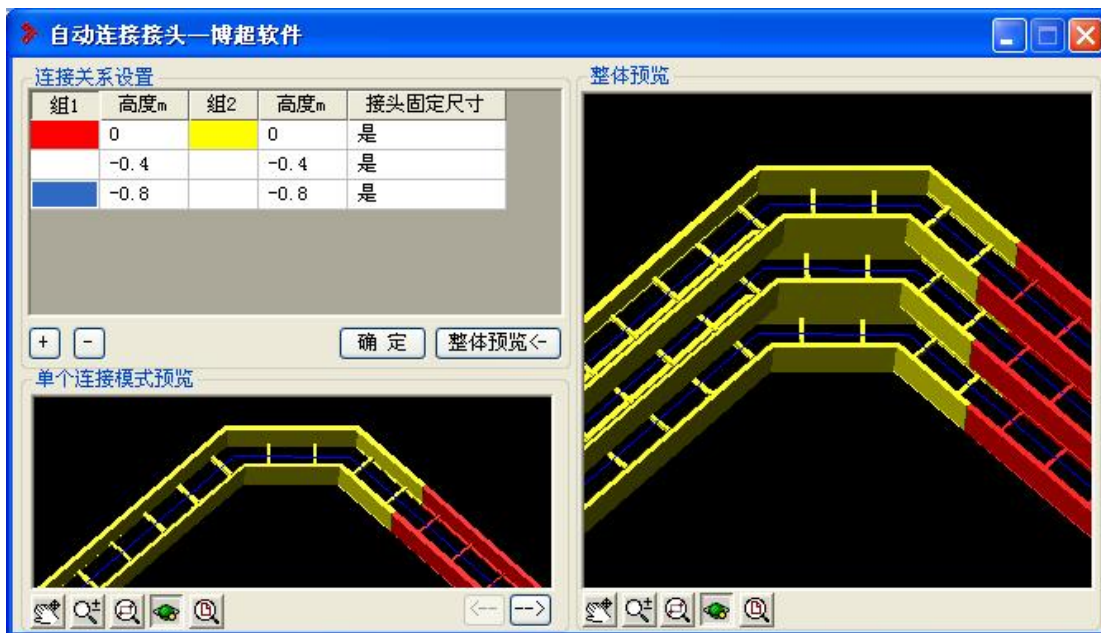 自动连接接头—博超软件
连接关系设置
组1 高度m 组2 高度m 接头固定尺寸
0 0 是
-0.4 -0.4 是
-0.8 -0.8 是
+ - 确 定 整体预览<-
单个连接模式预览
<-- -->
整体预览